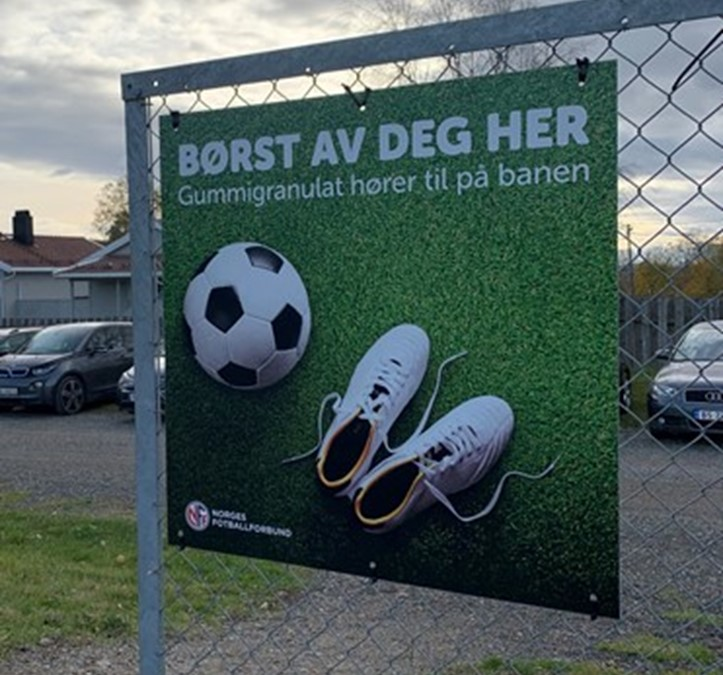 BØRST AV DEG HER
Gummigranulat hører til på banen
NORGES
FOTBALLFORBUND